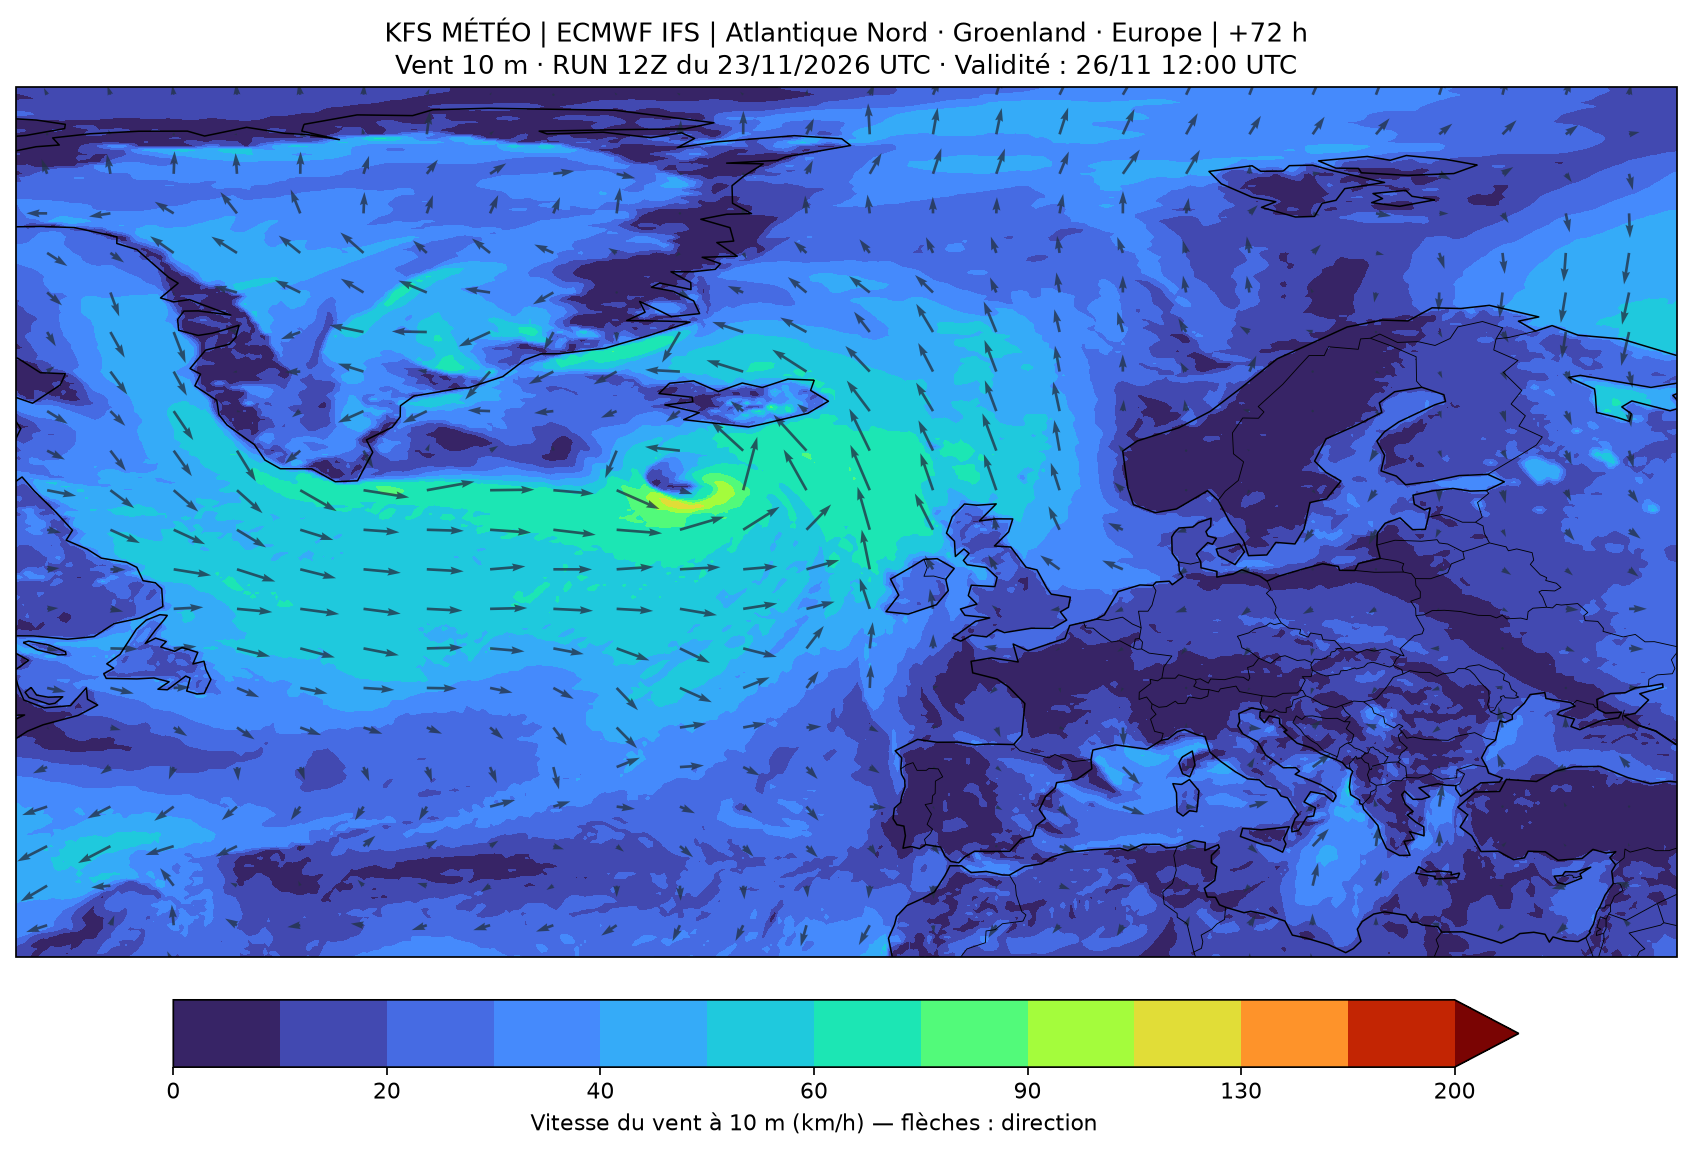 KFS MÉTÉO | ECMWF IFS | Atlantique Nord · Groenland · Europe | +72 h
Vent 10 m · RUN 12Z du 23/11/2026 UTC · Validité : 26/11 12:00 UTC
0 20 40 60 90 130 200
Vitesse du vent à 10 m (km/h) — flèches : direction